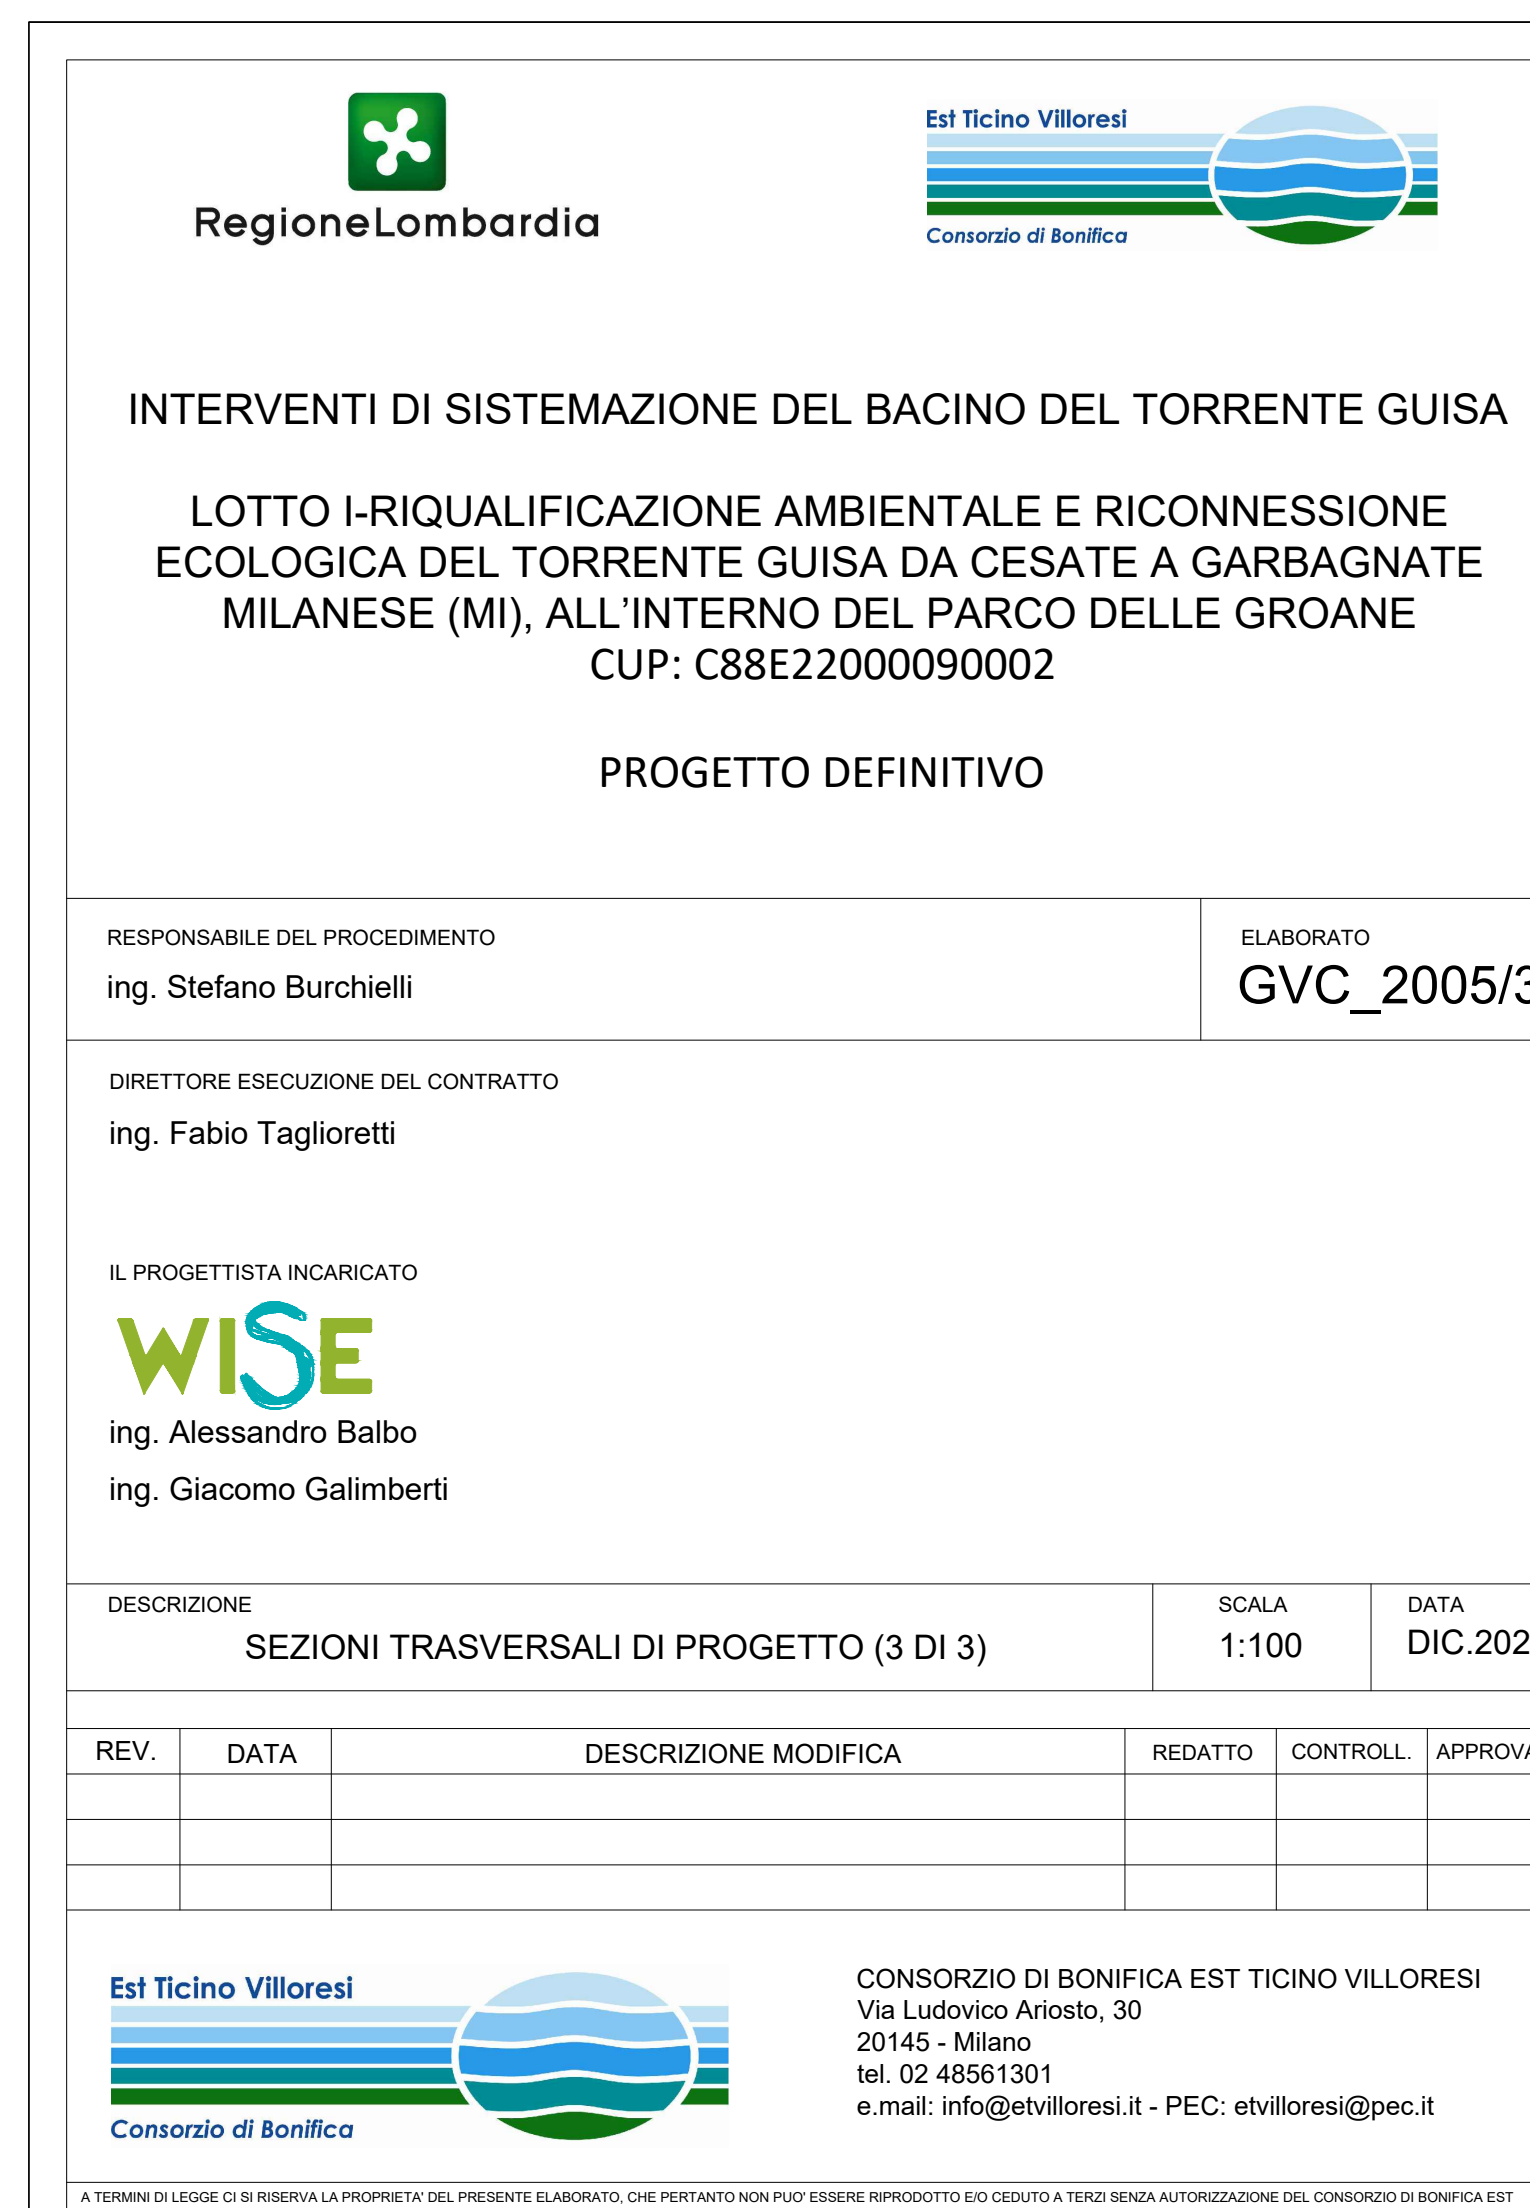 RegioneLombardia
Est Ticino Villoresi
Consorzio di Bonifica
INTERVENTI DI SISTEMAZIONE DEL BACINO DEL TORRENTE GUISA
LOTTO I-RIQUALIFICAZIONE AMBIENTALE E RICONNESSIONE
ECOLOGICA DEL TORRENTE GUISA DA CESATE A GARBAGNATE
MILANESE (MI), ALL'INTERNO DEL PARCO DELLE GROANE
CUP: C88E22000090002
PROGETTO DEFINITIVO
RESPONSABILE DEL PROCEDIMENTO
ing. Stefano Burchielli
ELABORATO
GVC_2005/3
DIRETTORE ESECUZIONE DEL CONTRATTO
ing. Fabio Taglioretti
IL PROGETTISTA INCARICATO
WISE
ing. Alessandro Balbo
ing. Giacomo Galimberti
DESCRIZIONE
SEZIONI TRASVERSALI DI PROGETTO (3 DI 3)
SCALA
1:100
DATA
DIC.202
REV. DATA DESCRIZIONE MODIFICA REDATTO CONTROLL. APPROVA
Est Ticino Villoresi
Consorzio di Bonifica
CONSORZIO DI BONIFICA EST TICINO VILLORESI
Via Ludovico Ariosto, 30
20145 - Milano
tel. 02 48561301
e.mail: info@etvilloresi.it - PEC: etvilloresi@pec.it
A TERMINI DI LEGGE CI SI RISERVA LA PROPRIETA' DEL PRESENTE ELABORATO, CHE PERTANTO NON PUO' ESSERE RIPRODOTTO E/O CEDUTO A TERZI SENZA AUTORIZZAZIONE DEL CONSORZIO DI BONIFICA EST